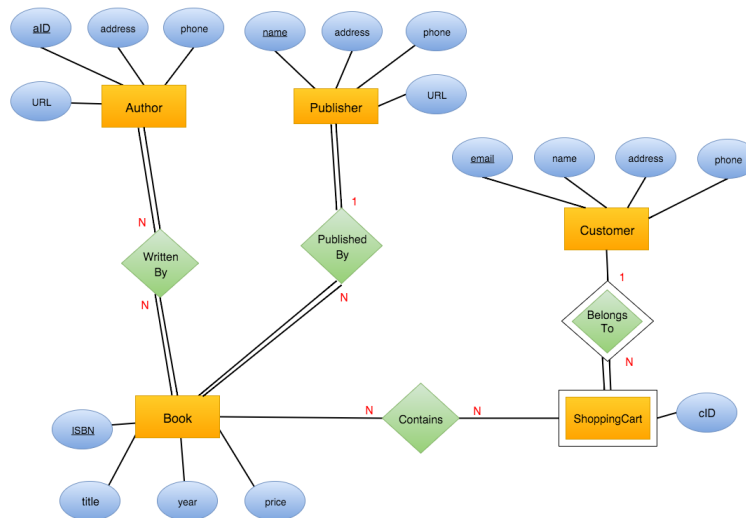 aID
address
phone
name
address
phone
URL
Author
Publisher
URL
email
name
address
phone
N
1
Customer
Written
By
Published
By
N
N
1
Belongs
To
N
Book
N
Contains
N
ShoppingCart
cID
ISBN
title
year
price